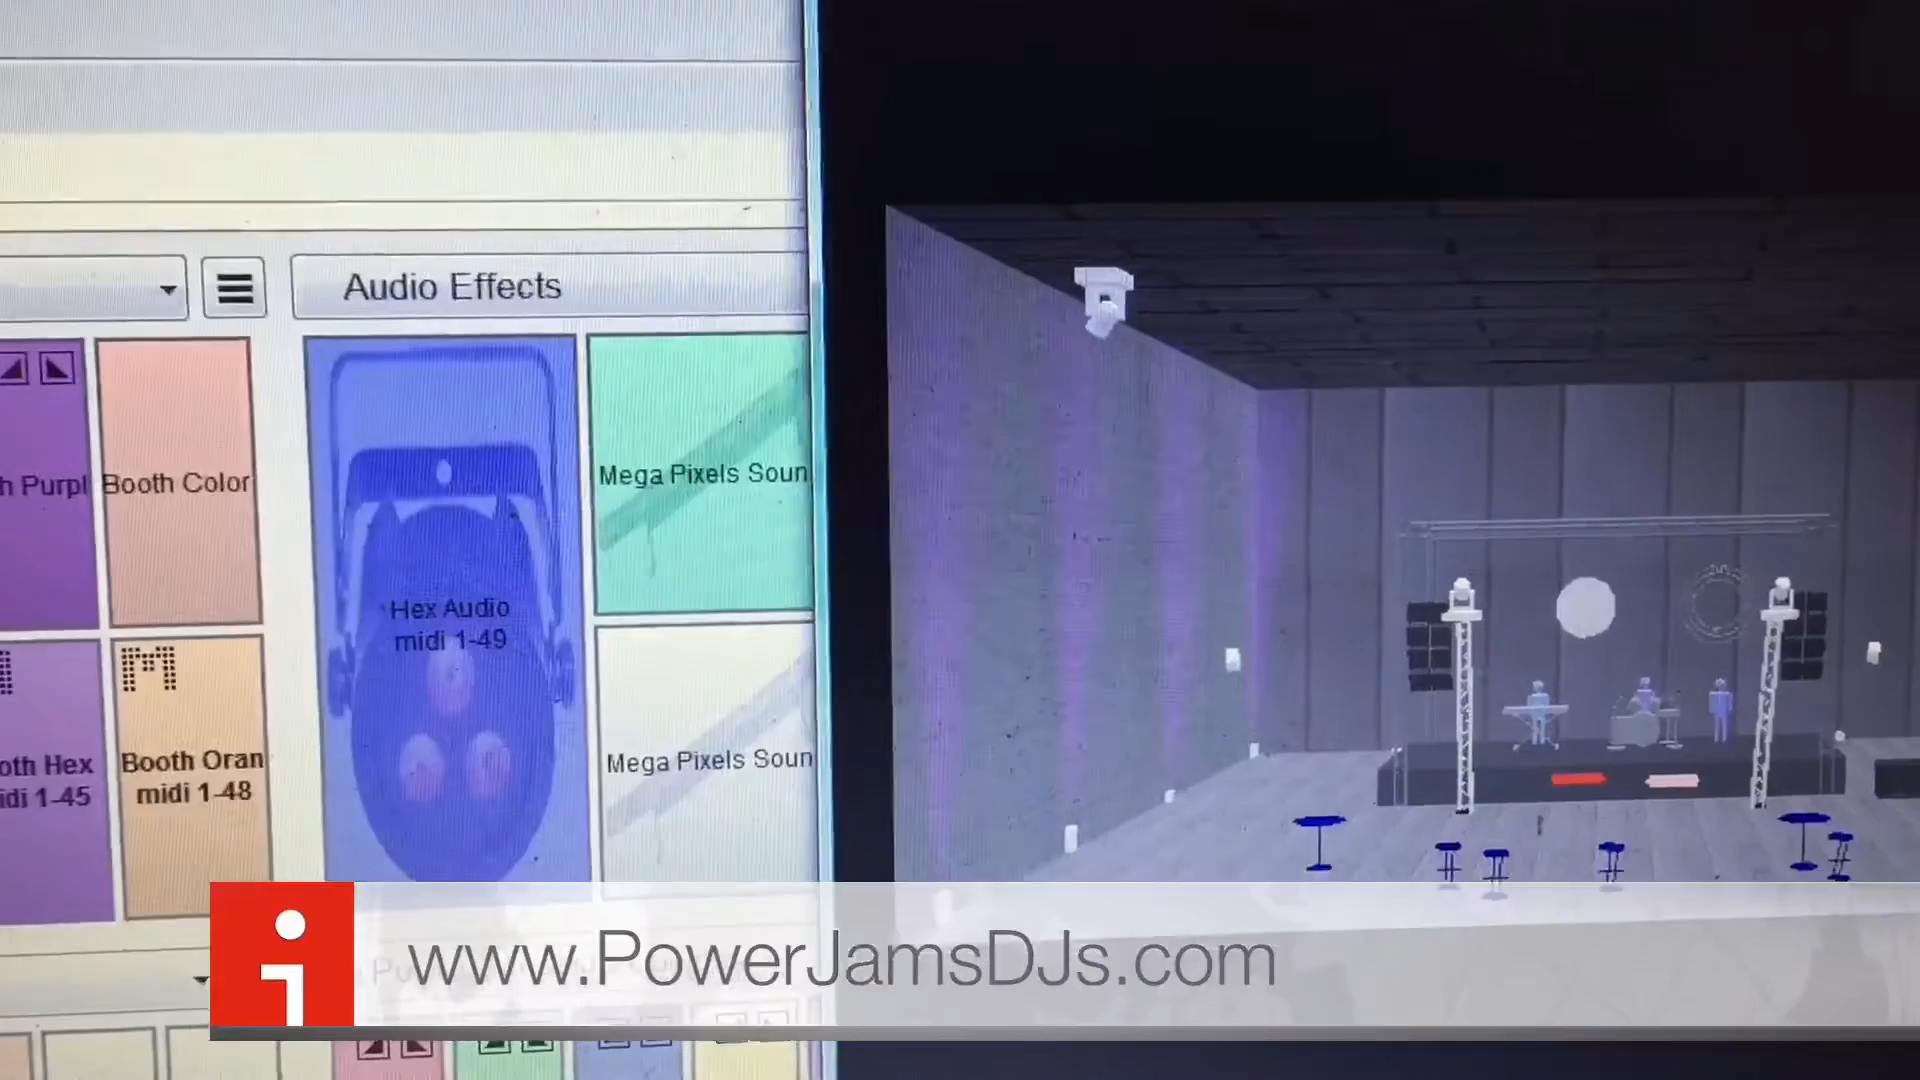 Audio Effects
h Purpl
Booth Color
Mega Pixels Soun
Hex Audio
midi 1-49
oth Hex
idi 1-45
M
Booth Oran
midi 1-48
Mega Pixels Soun
i
www.PowerJamsDJs.com